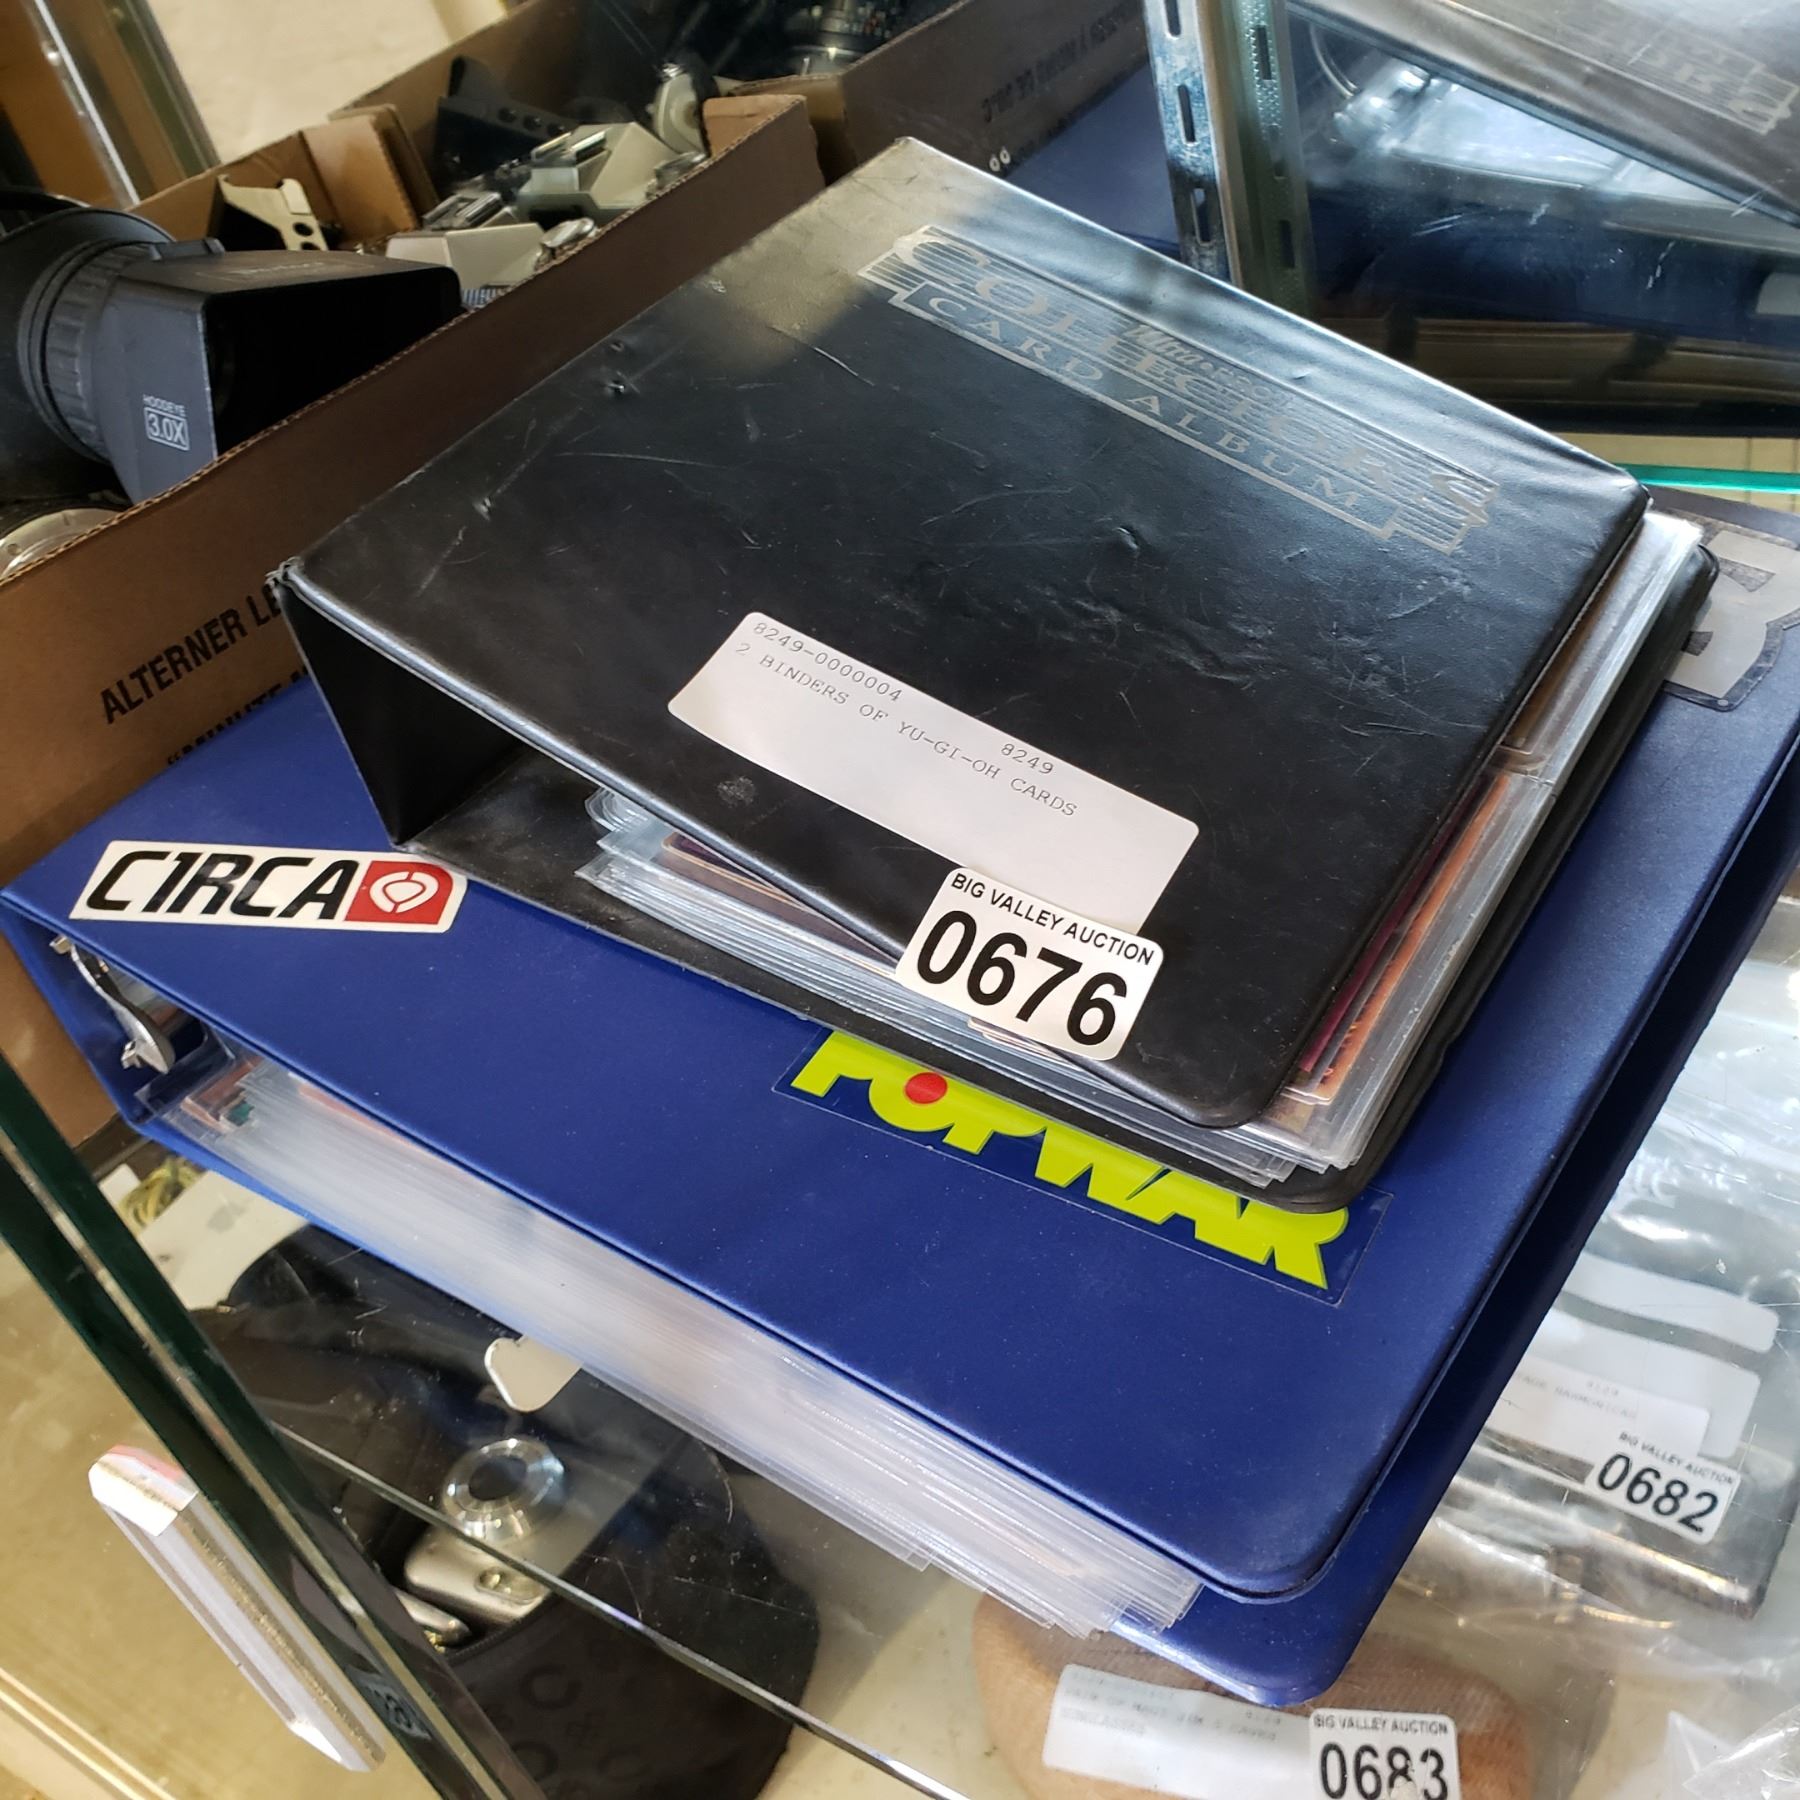 COLLECTORS
CARD ALBUM
HOODEYE
3.0X
ALTERNER
8249-0000004 8249
2 BINDERS OF YU-GI-OH CARDS
BIG VALLEY AUCTION
0676
C1RCA
POPWAR
BIG VALLEY AUCTION
0682
BIG VALLEY AUCTION
0683